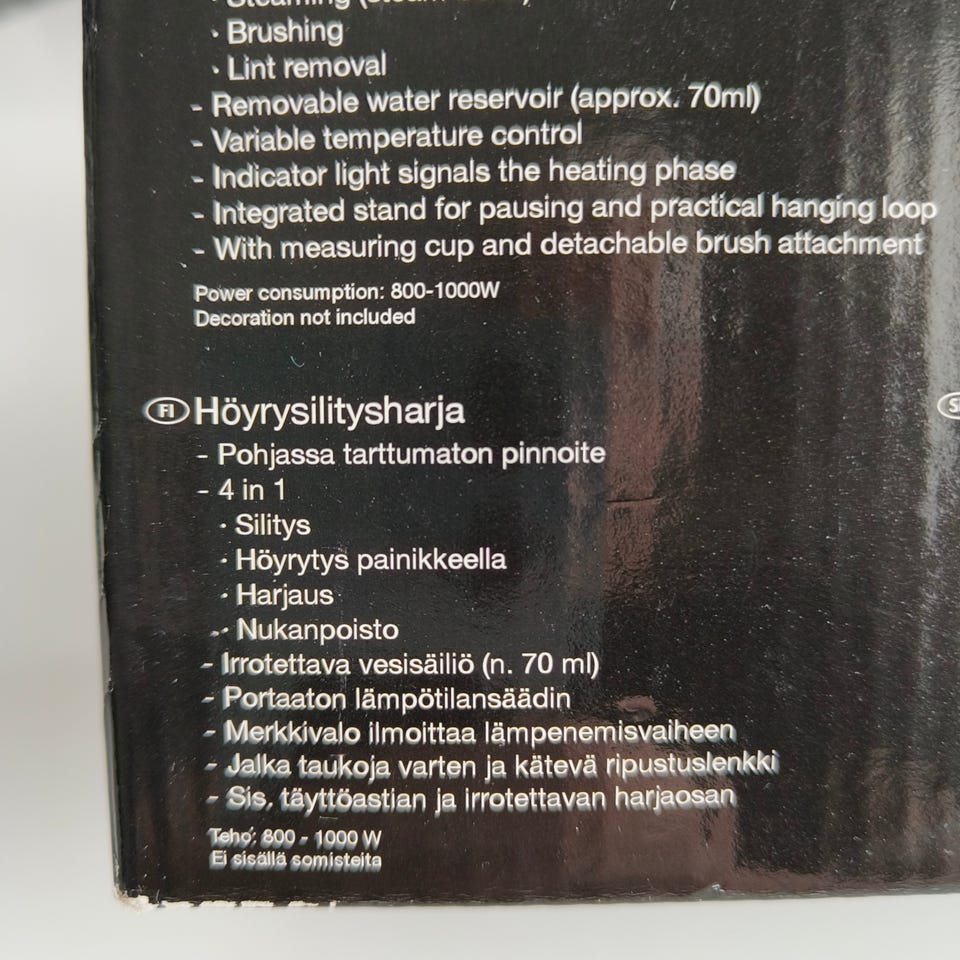 · Steaming (steam
· Brushing
· Lint removal
- Removable water reservoir (approx. 70ml)
- Variable temperature control
- Indicator light signals the heating phase
- Integrated stand for pausing and practical hanging loop
- With measuring cup and detachable brush attachment
Power consumption: 800-1000W
Decoration not included
FI Höyrysilitysharja
- Pohjassa tarttumaton pinnoite
- 4 in 1
· Silitys
· Höyrytys painikkeella
· Harjaus
· Nukanpoisto
- Irrotettava vesisäiliö (n. 70 ml)
- Portaaton lämpötilansäädin
- Merkkivalo ilmoittaa lämpenemisvaiheen
- Jalka taukoja varten ja kätevä ripustuslenkki
- Sis. täyttöastian ja irrotettavan harjaosan
Teho: 800 - 1000 W
Ei sisällä somisteita